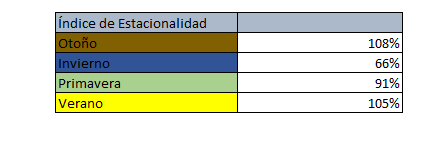 Índice de Estacionalidad
Otoño 108%
Invierno 66%
Primavera 91%
Verano 105%